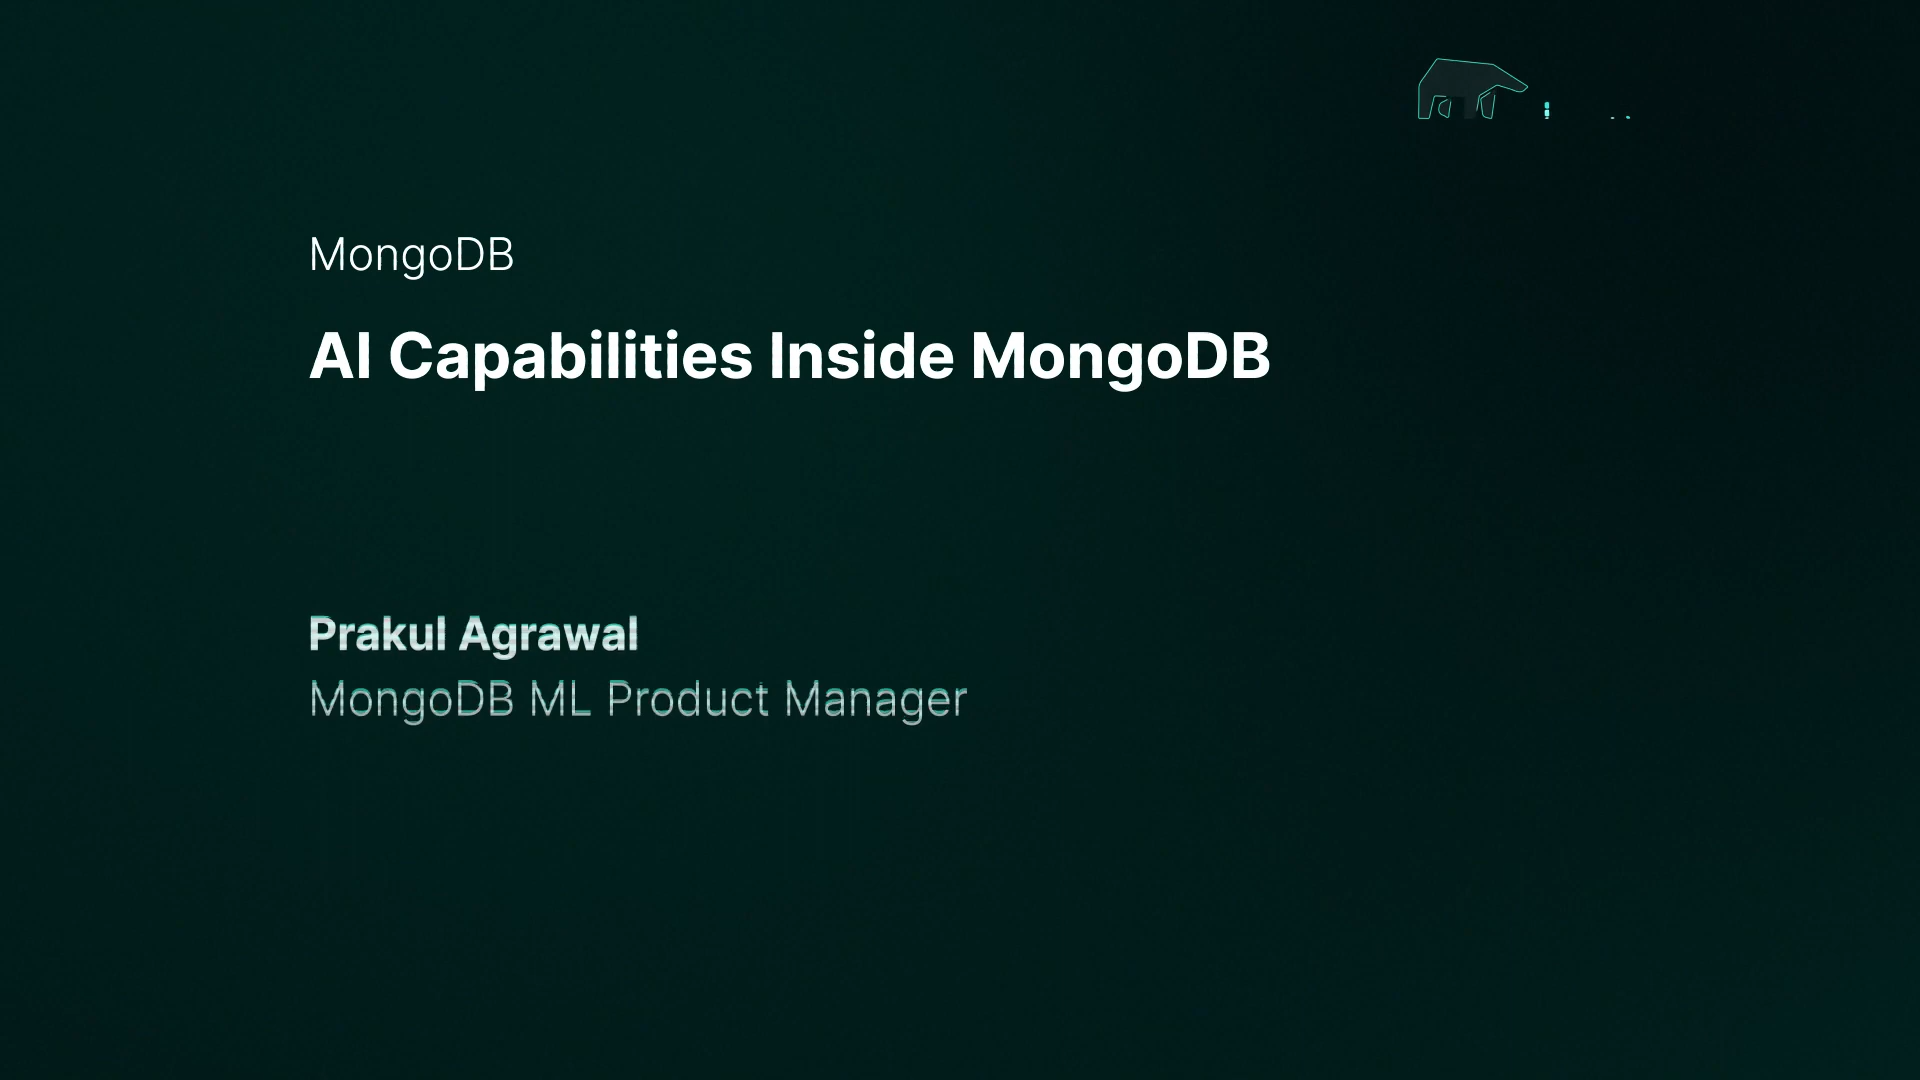 MongoDB
AI Capabilities Inside MongoDB
Prakul Agrawal
MongoDB ML Product Manager